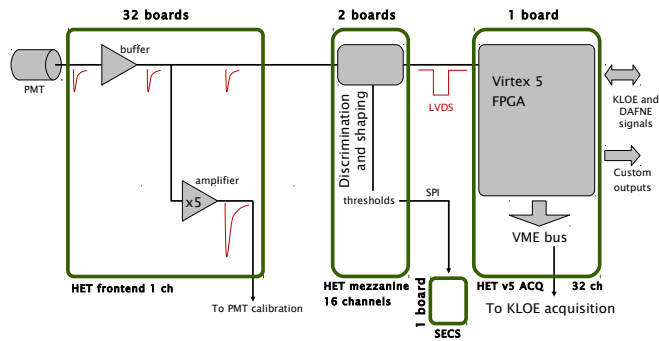 32 boards
2 boards
1 board
buffer
PMT
Discrimination
and shaping
LVDS
Virtex 5
FPGA
KLOE and
DAFNE
signals
Custom
outputs
amplifier
x5
thresholds
SPI
VME bus
HET frontend 1 ch
HET mezzanine
16 channels
1 board
SECS
HET v5 ACQ
32 ch
To PMT calibration
To KLOE acquisition